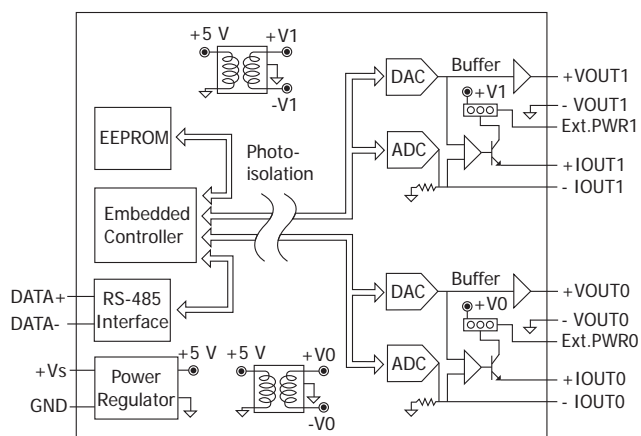 +5 V
+V1
-V1
DAC
Buffer
+VOUT1
+V1
- VOUT1
Ext.PWR1
EEPROM
Photo-
isolation
ADC
+IOUT1
- IOUT1
Embedded
Controller
DATA+
DATA-
RS-485
Interface
DAC
Buffer
+VOUT0
+V0
- VOUT0
Ext.PWR0
+Vs
GND
Power
Regulator
+5 V
+5 V
+V0
-V0
ADC
+IOUT0
- IOUT0